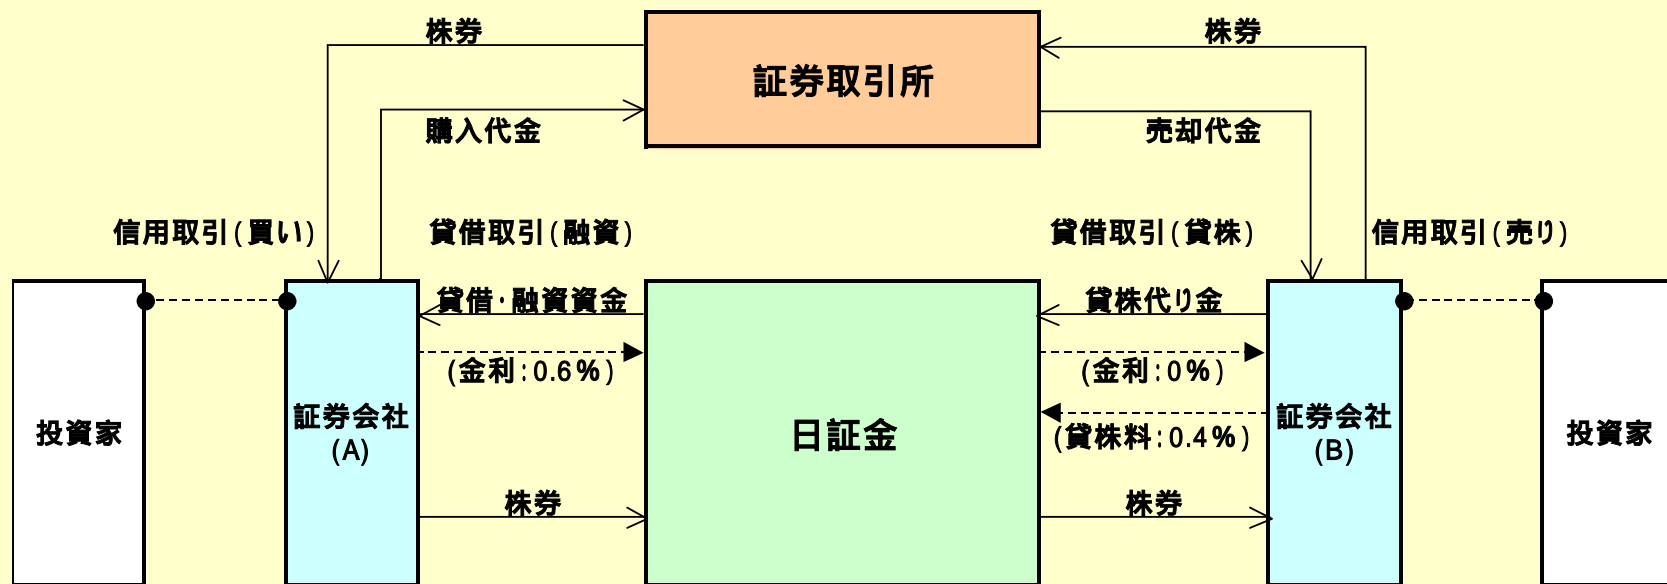 株券
株券
証券取引所
購入代金
売却代金
信用取引(買い)
貸借取引(融資)
貸借取引(貸株)
信用取引(売り)
貸借・融資資金
貸株代り金
(金利:0.6%)
(金利:0%)
投資家
証券会社
(A)
日証金
(貸株料:0.4%)
証券会社
(B)
投資家
株券
株券